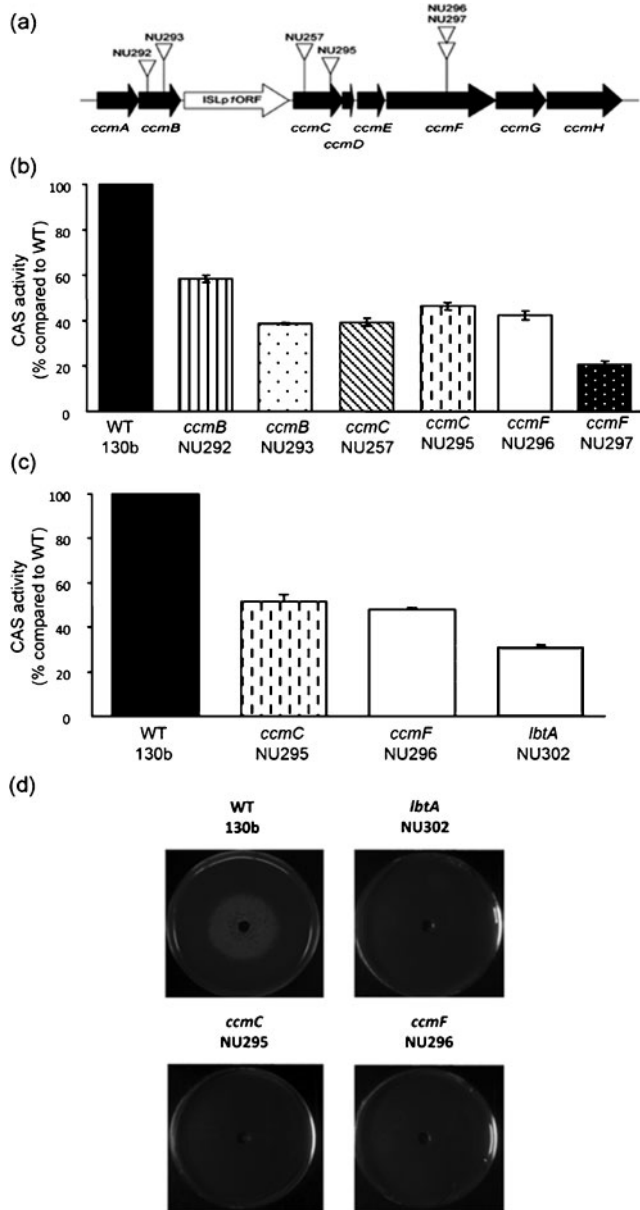 (a)
NU292
NU293
NU257
NU295
NU296
NU297
ccmA
ccmB
ccmC
ccmD
ccmE
ccmF
ccmG
ccmH
(b)
CAS activity
(% compared to WT)
100
80
60
40
20
0
WT
130b
ccmB
NU292
ccmB
NU293
ccmC
NU257
ccmC
NU295
ccmF
NU296
ccmF
NU297
(c)
CAS activity
(% compared to WT)
100
80
60
40
20
0
WT
130b
ccmC
NU295
ccmF
NU296
lbtA
NU302
(d)
WT
130b
lbtA
NU302
ccmC
NU295
ccmF
NU296